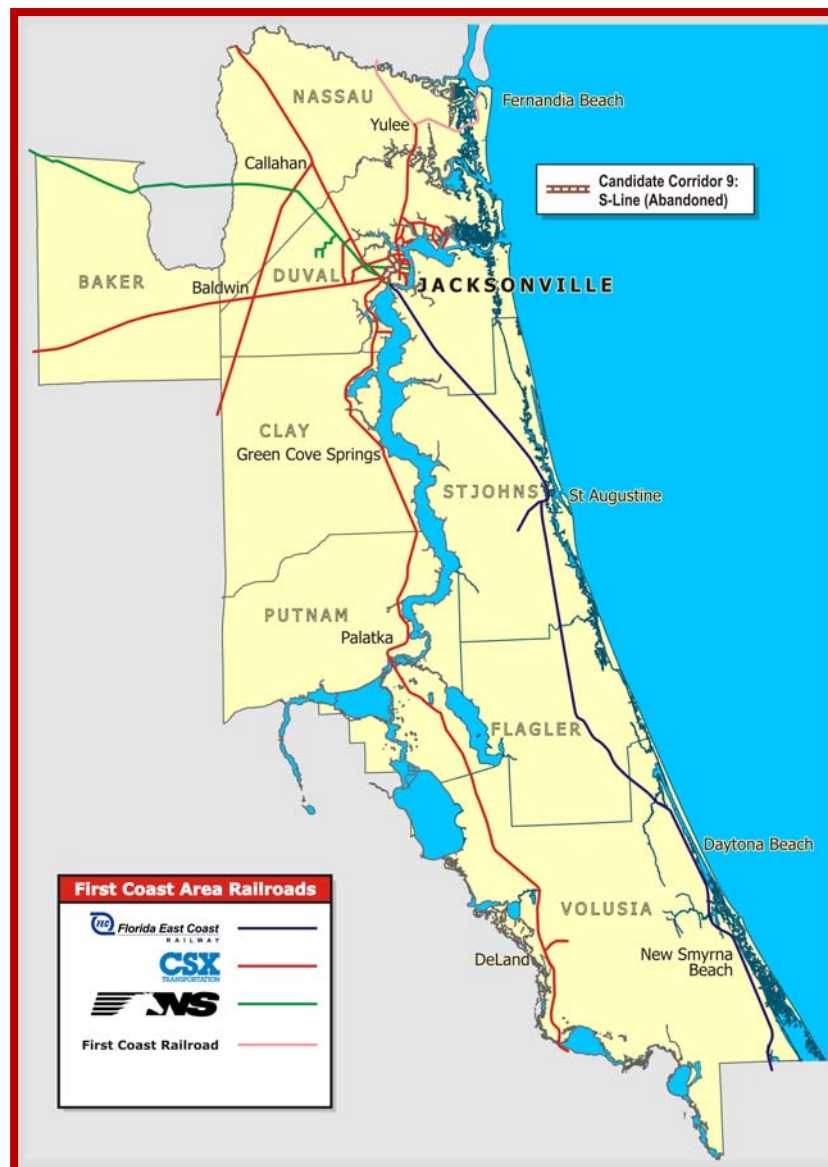 NASSAU
Fernandia Beach
Yulee
Callahan
Candidate Corridor 9:
S-Line (Abandoned)
BAKER
Baldwin
DUVAL
JACKSONVILLE
CLAY
Green Cove Springs
STJOHNS
St Augustine
PUTNAM
Palatka
FLAGLER
Daytona Beach
VOLUSIA
DeLand
New Smyrna
Beach
First Coast Area Railroads
FEC Florida East Coast
RAILWAY
CSX
TRANSPORTATION
NS
First Coast Railroad